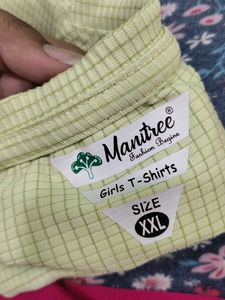 Manitree®
Fashion Begins
Girls T-Shirts
SIZE
XXL